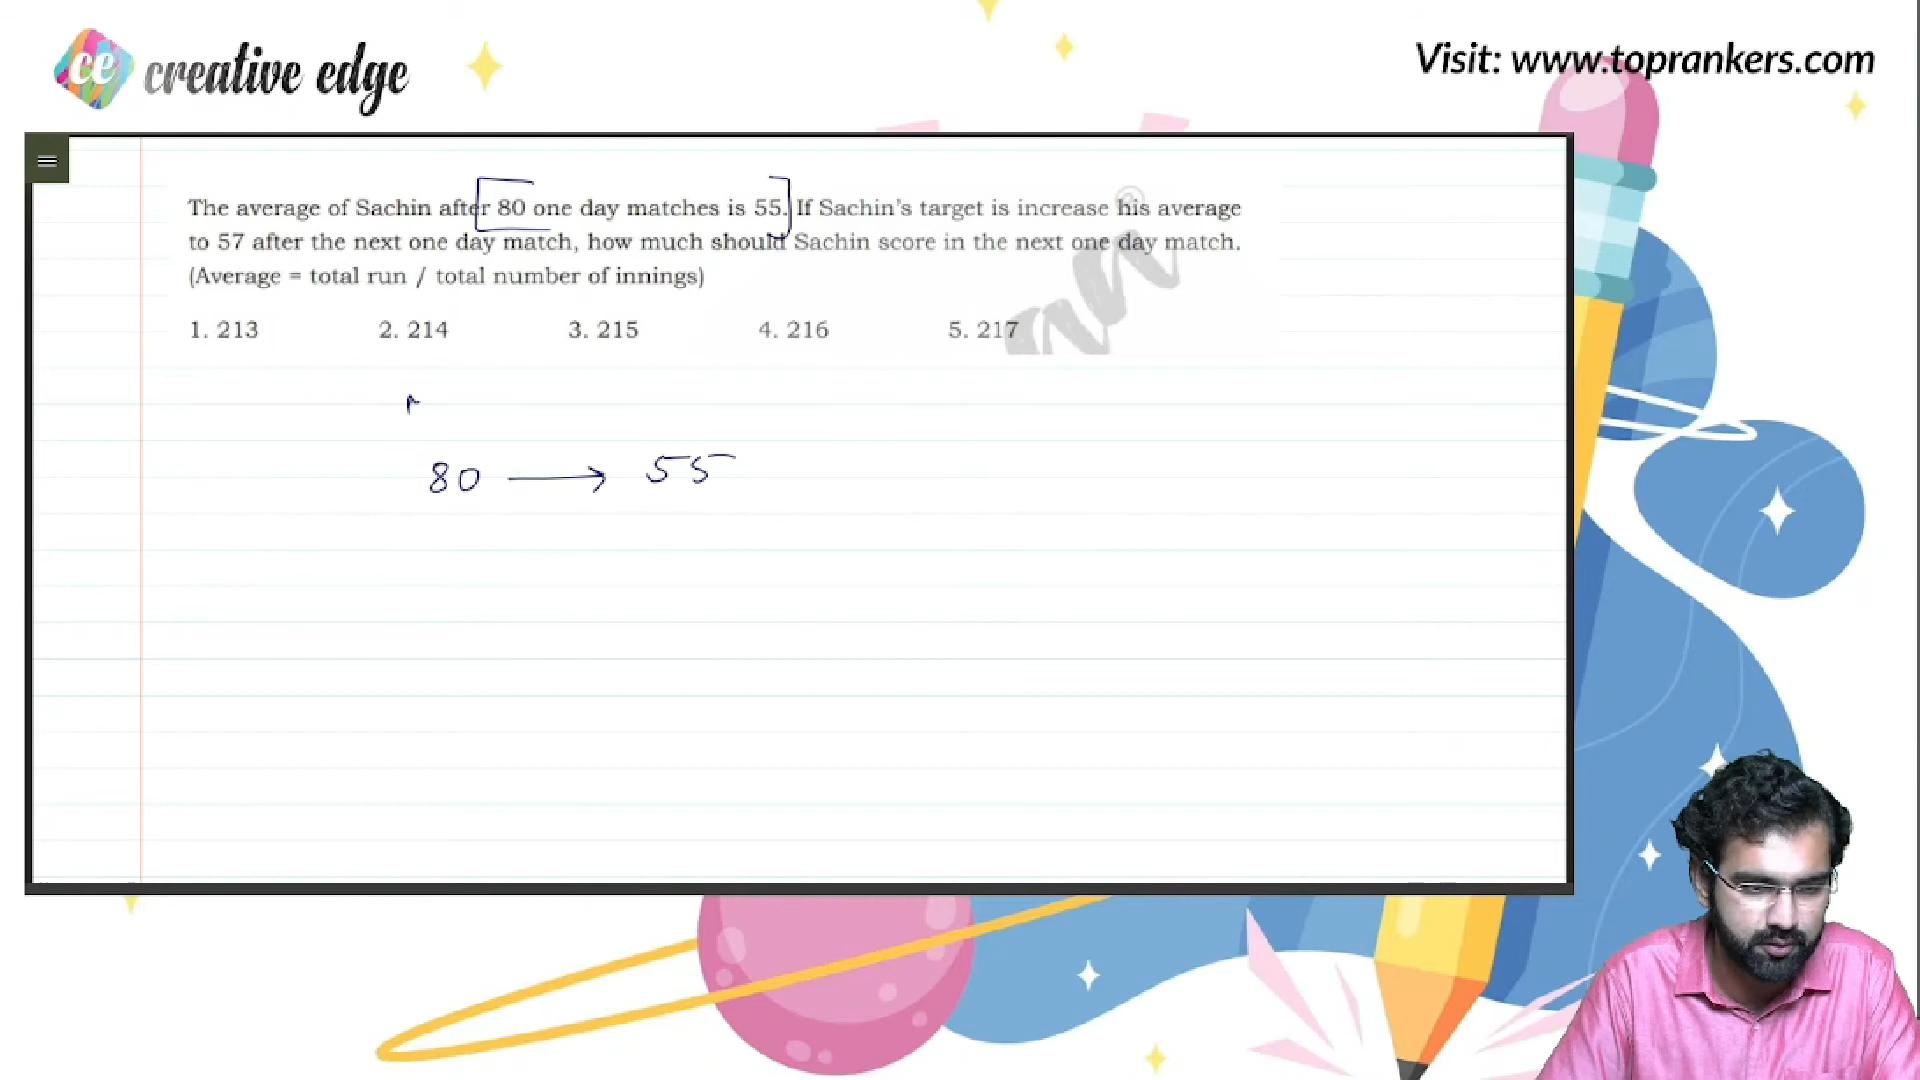 ce creative edge
Visit: www.toprankers.com
The average of Sachin after 80 one day matches is 55. If Sachin's target is increase his average
to 57 after the next one day match, how much should Sachin score in the next one day match.
(Average = total run / total number of innings)
1. 213 2. 214 3. 215 4. 216 5. 217
80 → 55